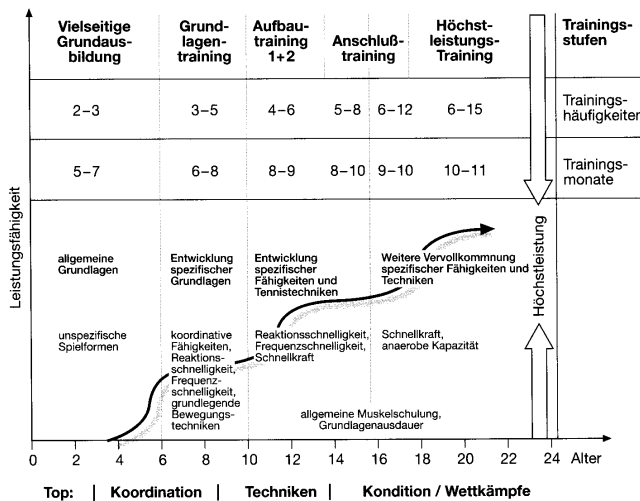 Vielseitige
Grundaus-
bildung
Grund-
lagen-
training
Aufbau-
training
1+2
Anschluß-
training
Höchst-
leistungs-
Training
Trainings-
stufen
2–3
3–5
4–6
5–8
6–12
6–15
Trainings-
häufigkeiten
5–7
6–8
8–9
8–10
9–10
10–11
Trainings-
monate
Leistungsfähigkeit
allgemeine
Grundlagen
Entwicklung
spezifischer
Grundlagen
Entwicklung
spezifischer
Fähigkeiten und
Tennistechniken
Weitere Vervollkommnung
spezifischer Fähigkeiten und
Techniken
Höchstleistung
unspezifische
Spielformen
koordinative
Fähigkeiten,
Reaktions-
schnelligkeit,
Frequenz-
schnelligkeit,
grundlegende
Bewegungs-
techniken
Reaktionsschnelligkeit,
Frequenzschnelligkeit,
Schnellkraft
Schnellkraft,
anaerobe Kapazität
allgemeine Muskelschulung,
Grundlagenausdauer
0 2 4 6 8 10 12 14 16 18 20 22 24 Alter
Top: | Koordination | Techniken | Kondition / Wettkämpfe